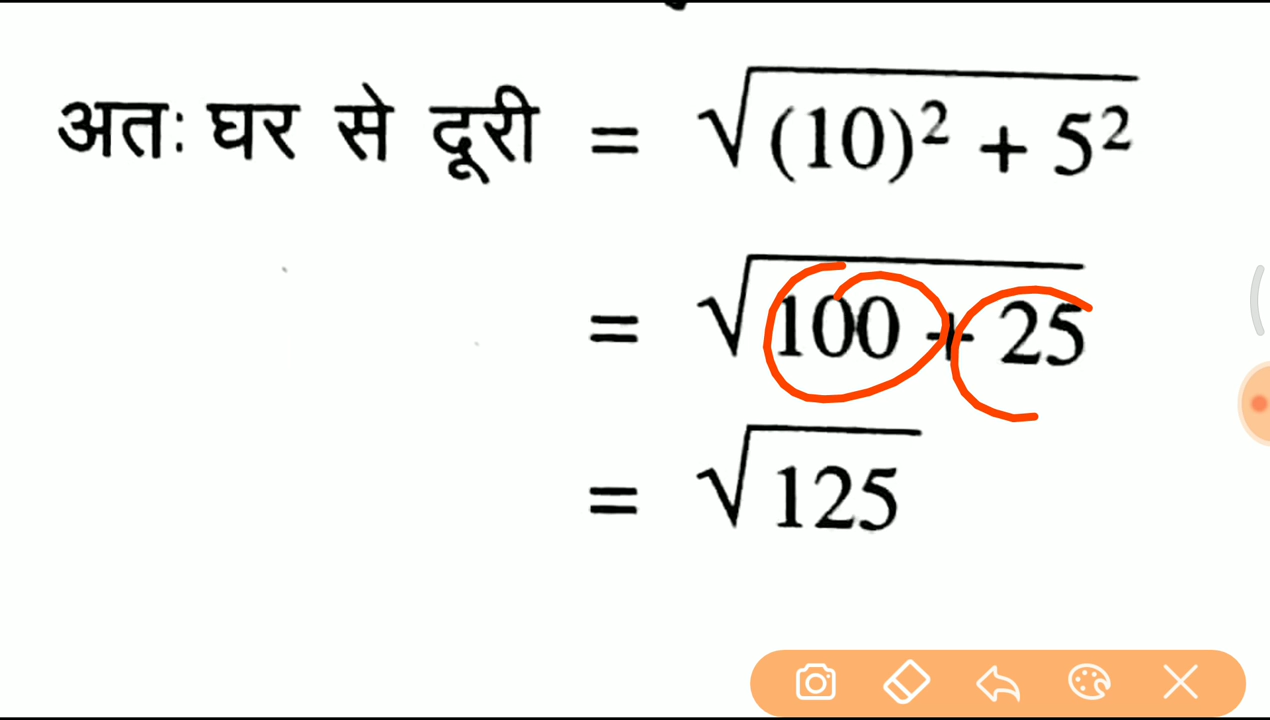 अतः घर से दूरी = √(10)² + 5²
= √100 + 25
= √125